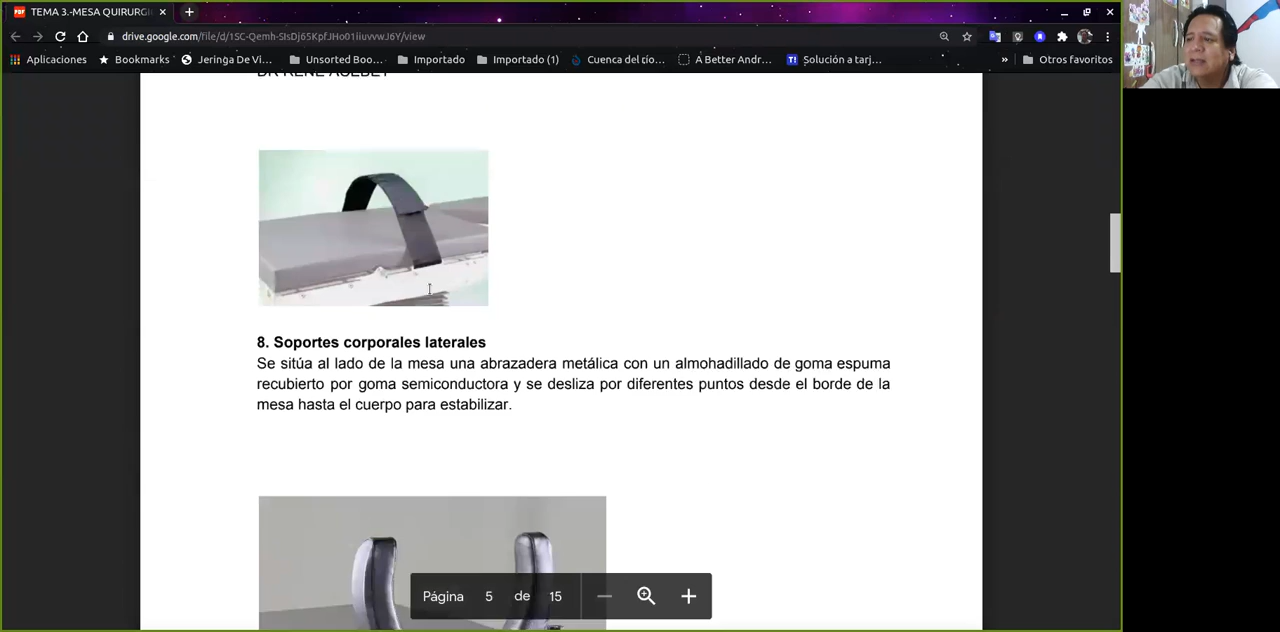 TEMA 3.-MESA QUIRURGI
drive.google.com/file/d/1SC-Qemh-SIsDj65KpfJHo01IiuvvwJ6Y/view
Aplicaciones Bookmarks Jeringa De Vi... Unsorted Boo... Importado Importado (1) Cuenca del río... A Better Andr... T! Solución a tarj... » Otros favoritos
8. Soportes corporales laterales
Se sitúa al lado de la mesa una abrazadera metálica con un almohadillado de goma espuma
recubierto por goma semiconductora y se desliza por diferentes puntos desde el borde de la
mesa hasta el cuerpo para estabilizar.
Página 5 de 15